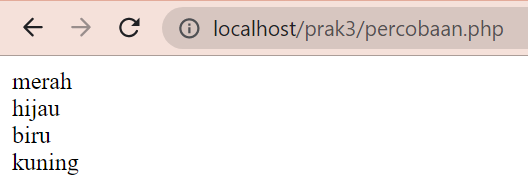 localhost/prak3/percobaan.php
merah
hijau
biru
kuning